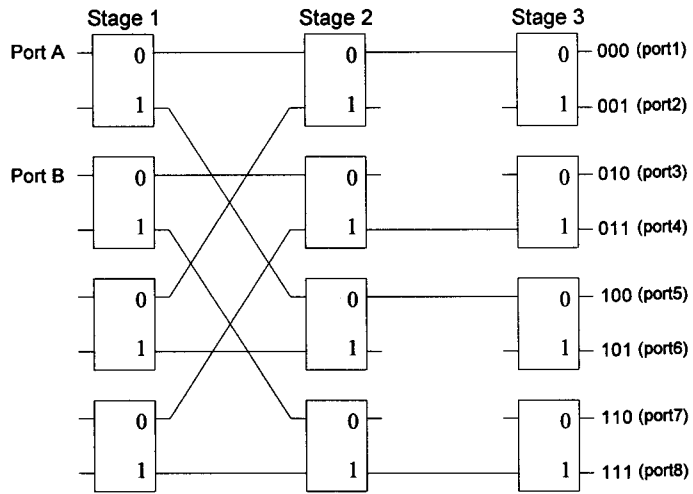 Stage 1 Stage 2 Stage 3
Port A 0 0 0 000 (port1)
1 1 1 001 (port2)
Port B 0 0 0 010 (port3)
1 1 1 011 (port4)
0 0 0 100 (port5)
1 1 1 101 (port6)
0 0 0 110 (port7)
1 1 1 111 (port8)